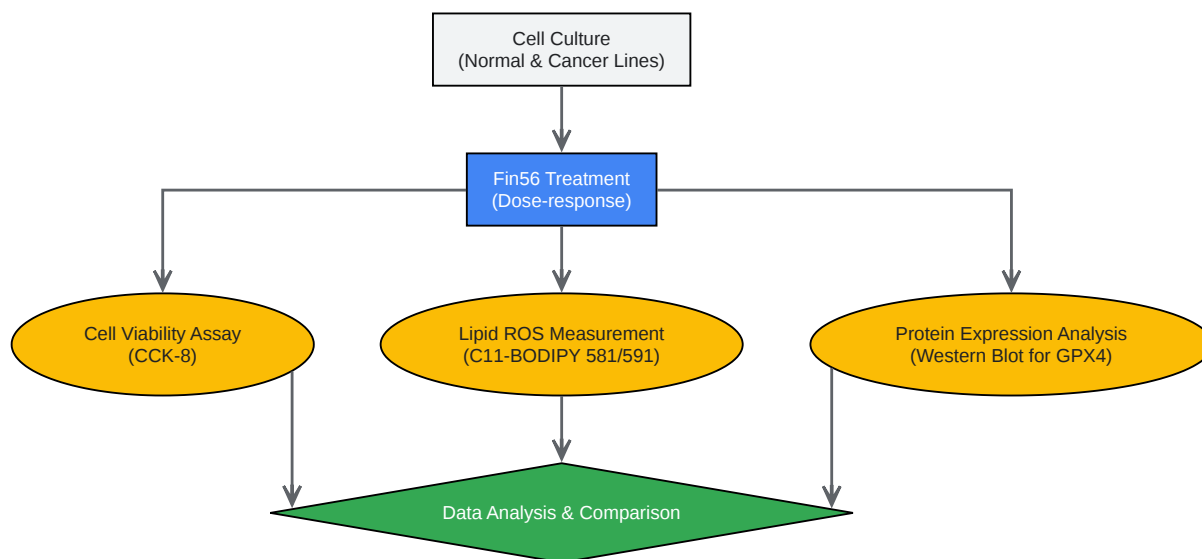 Cell Culture
(Normal & Cancer Lines)
Fin56 Treatment
(Dose-response)
Cell Viability Assay
(CCK-8)
Lipid ROS Measurement
(C11-BODIPY 581/591)
Protein Expression Analysis
(Western Blot for GPX4)
Data Analysis & Comparison